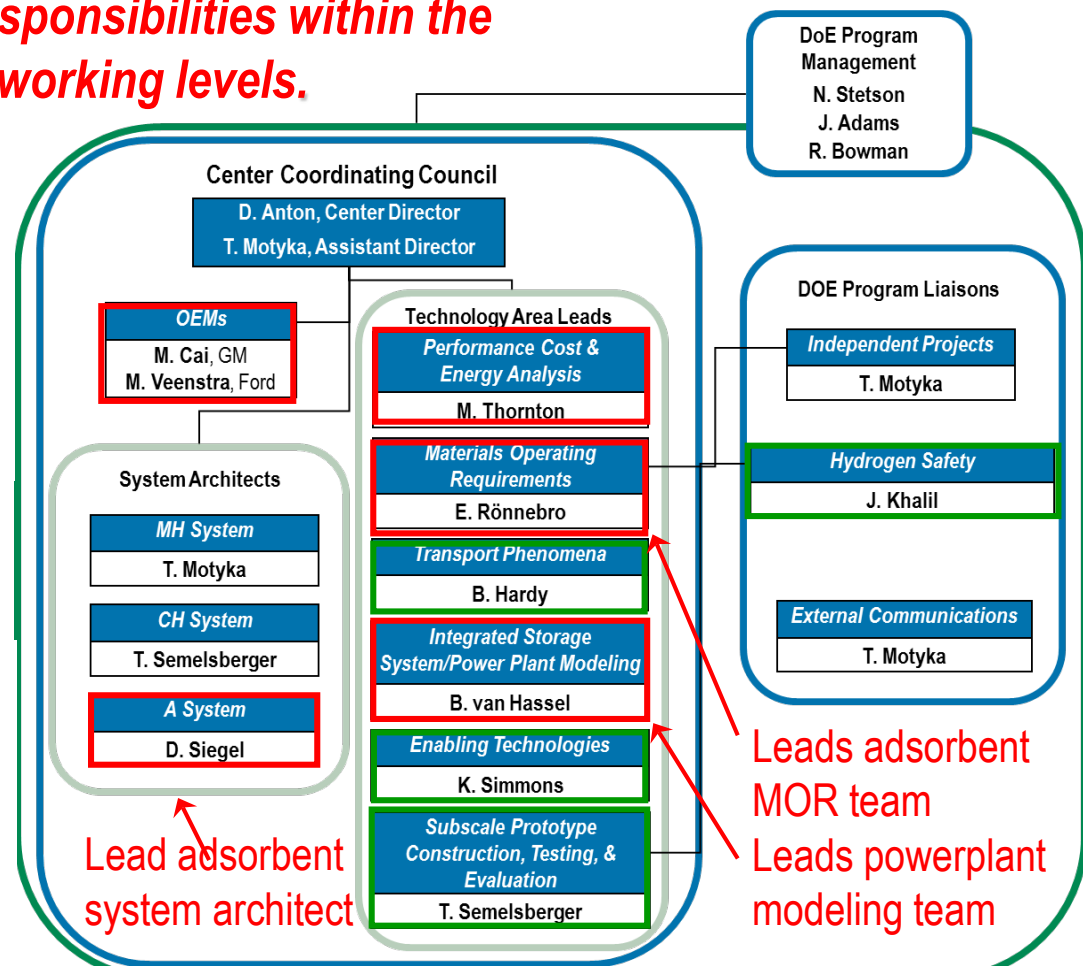 sponsibilities within the
working levels.
DoE Program
Management
N. Stetson
J. Adams
R. Bowman
Center Coordinating Council
D. Anton, Center Director
T. Motyka, Assistant Director
OEMs
M. Cai, GM
M. Veenstra, Ford
System Architects
MH System
T. Motyka
CH System
T. Semelsberger
A System
D. Siegel
Lead adsorbent
system architect
Technology Area Leads
Performance Cost &
Energy Analysis
M. Thornton
Materials Operating
Requirements
E. Rönnebro
Transport Phenomena
B. Hardy
Integrated Storage
System/Power Plant Modeling
B. van Hassel
Enabling Technologies
K. Simmons
Subscale Prototype
Construction, Testing, &
Evaluation
T. Semelsberger
DOE Program Liaisons
Independent Projects
T. Motyka
Hydrogen Safety
J. Khalil
External Communications
T. Motyka
Leads adsorbent
MOR team
Leads powerplant
modeling team